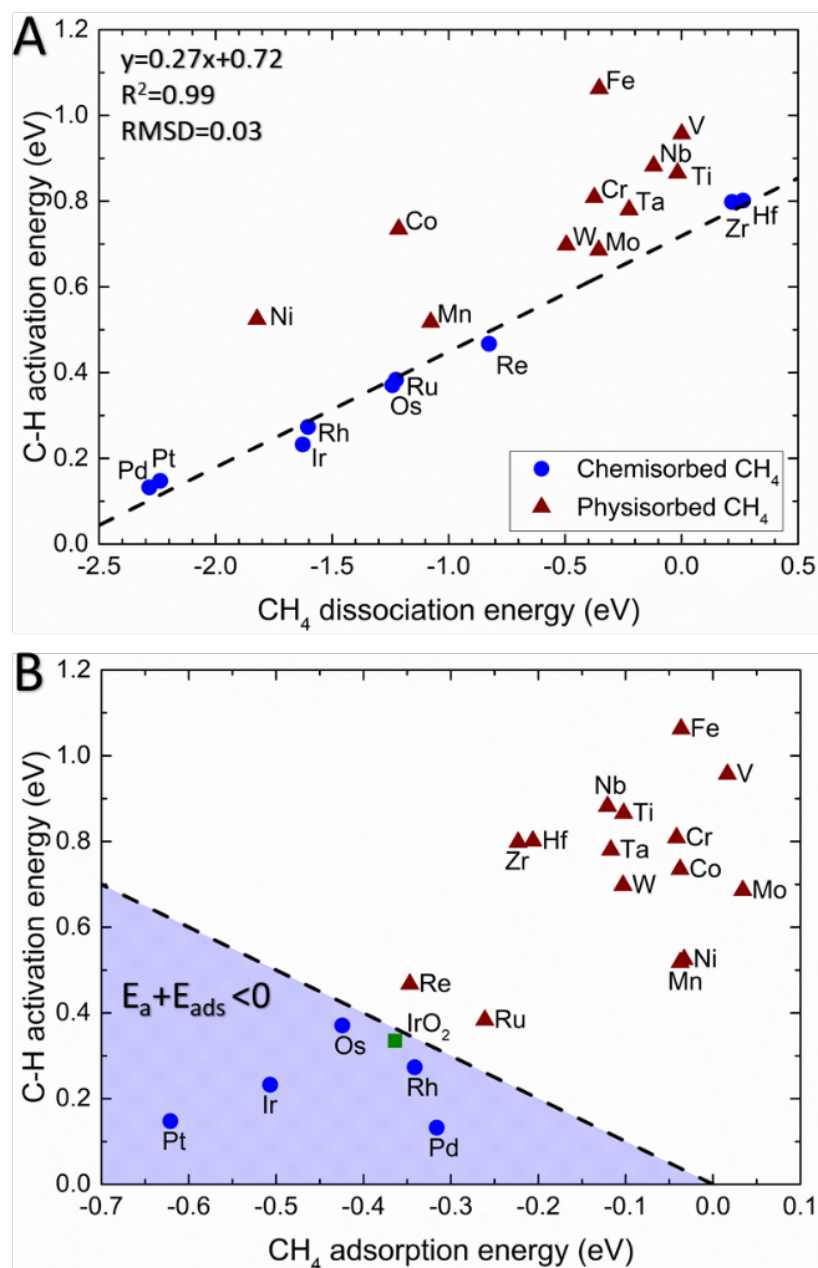 A
y=0.27x+0.72
R²=0.99
RMSD=0.03
C-H activation energy (eV)
1.2
1.0
0.8
0.6
0.4
0.2
0.0
Fe
V
Nb
Ti
Cr
Ta
Zr
Hf
Co
W
Mo
Ni
Mn
Re
Ru
Os
Rh
Ir
Pd
Pt
Chemisorbed CH₄
Physisorbed CH₄
-2.5 -2.0 -1.5 -1.0 -0.5 0.0 0.5
CH₄ dissociation energy (eV)
B
C-H activation energy (eV)
1.2
1.0
0.8
0.6
0.4
0.2
0.0
Fe
V
Nb
Ti
Zr
Hf
Ta
Cr
Co
W
Mo
Ni
Mn
Re
Ru
Eₐ+E_ads <0
IrO₂
Os
Rh
Ir
Pt
Pd
-0.7 -0.6 -0.5 -0.4 -0.3 -0.2 -0.1 0.0 0.1
CH₄ adsorption energy (eV)